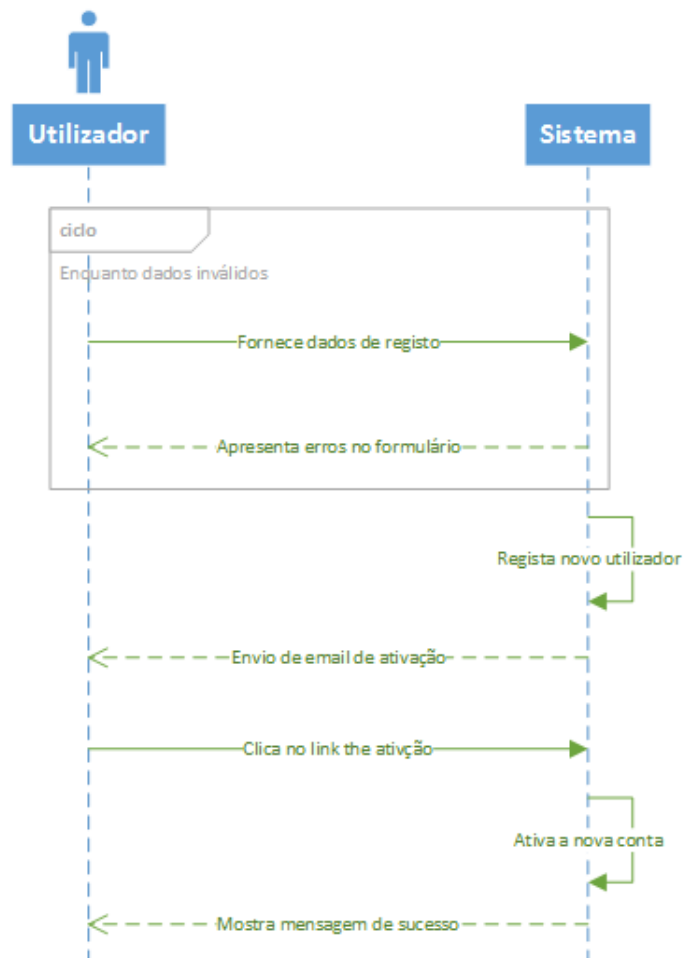 Utilizador
Sistema
ciclo
Enquanto dados inválidos
Fornece dados de registo
Apresenta erros no formulário
Regista novo utilizador
Envio de email de ativação
Clica no link the ativção
Ativa a nova conta
Mostra mensagem de sucesso